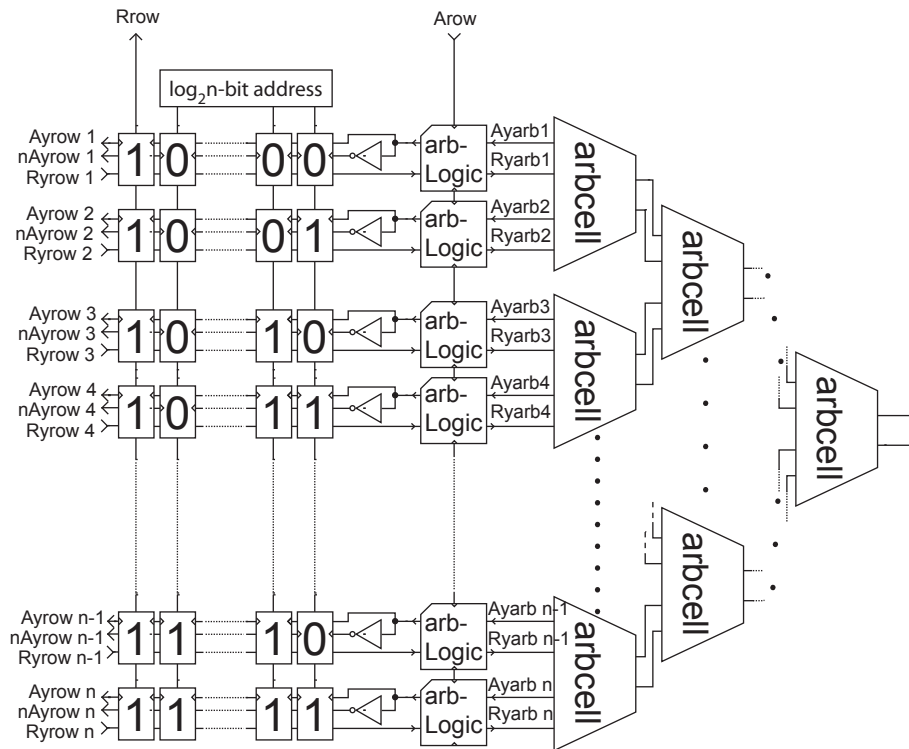 Rrow Arow
log2n-bit address
Ayrow 1
nAyrow 1
Ryrow 1
1 0 0 0
arb-
Logic
Ayarb1
Ryarb1
arbcell
Ayrow 2
nAyrow 2
Ryrow 2
1 0 0 1
arb-
Logic
Ayarb2
Ryarb2
arbcell
Ayrow 3
nAyrow 3
Ryrow 3
1 0 1 0
arb-
Logic
Ayarb3
Ryarb3
arbcell
Ayrow 4
nAyrow 4
Ryrow 4
1 0 1 1
arb-
Logic
Ayarb4
Ryarb4
arbcell
Ayrow n-1
nAyrow n-1
Ryrow n-1
1 1 1 0
arb-
Logic
Ayarb n-1
Ryarb n-1
arbcell
arbcell
Ayrow n
nAyrow n
Ryrow n
1 1 1 1
arb-
Logic
Ayarb n
Ryarb n